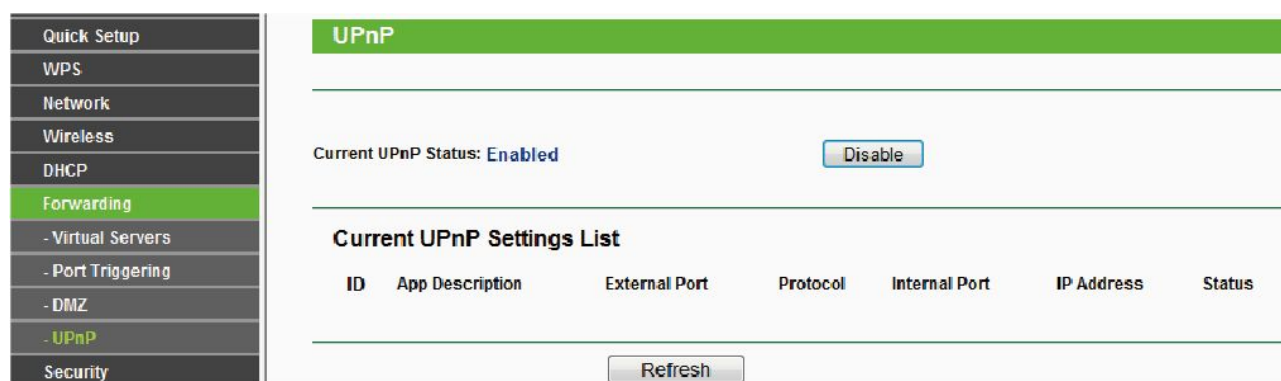 Quick Setup
WPS
Network
Wireless
DHCP
Forwarding
- Virtual Servers
- Port Triggering
- DMZ
- UPnP
Security
UPnP
Current UPnP Status: Enabled
Disable
Current UPnP Settings List
ID App Description External Port Protocol Internal Port IP Address Status
Refresh